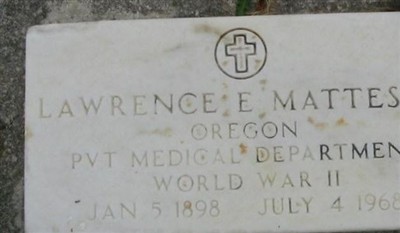 LAWRENCE E MATTES
OREGON
PVT MEDICAL DEPARTMEN
WORLD WAR II
JAN 5 1898 JULY 4 1968